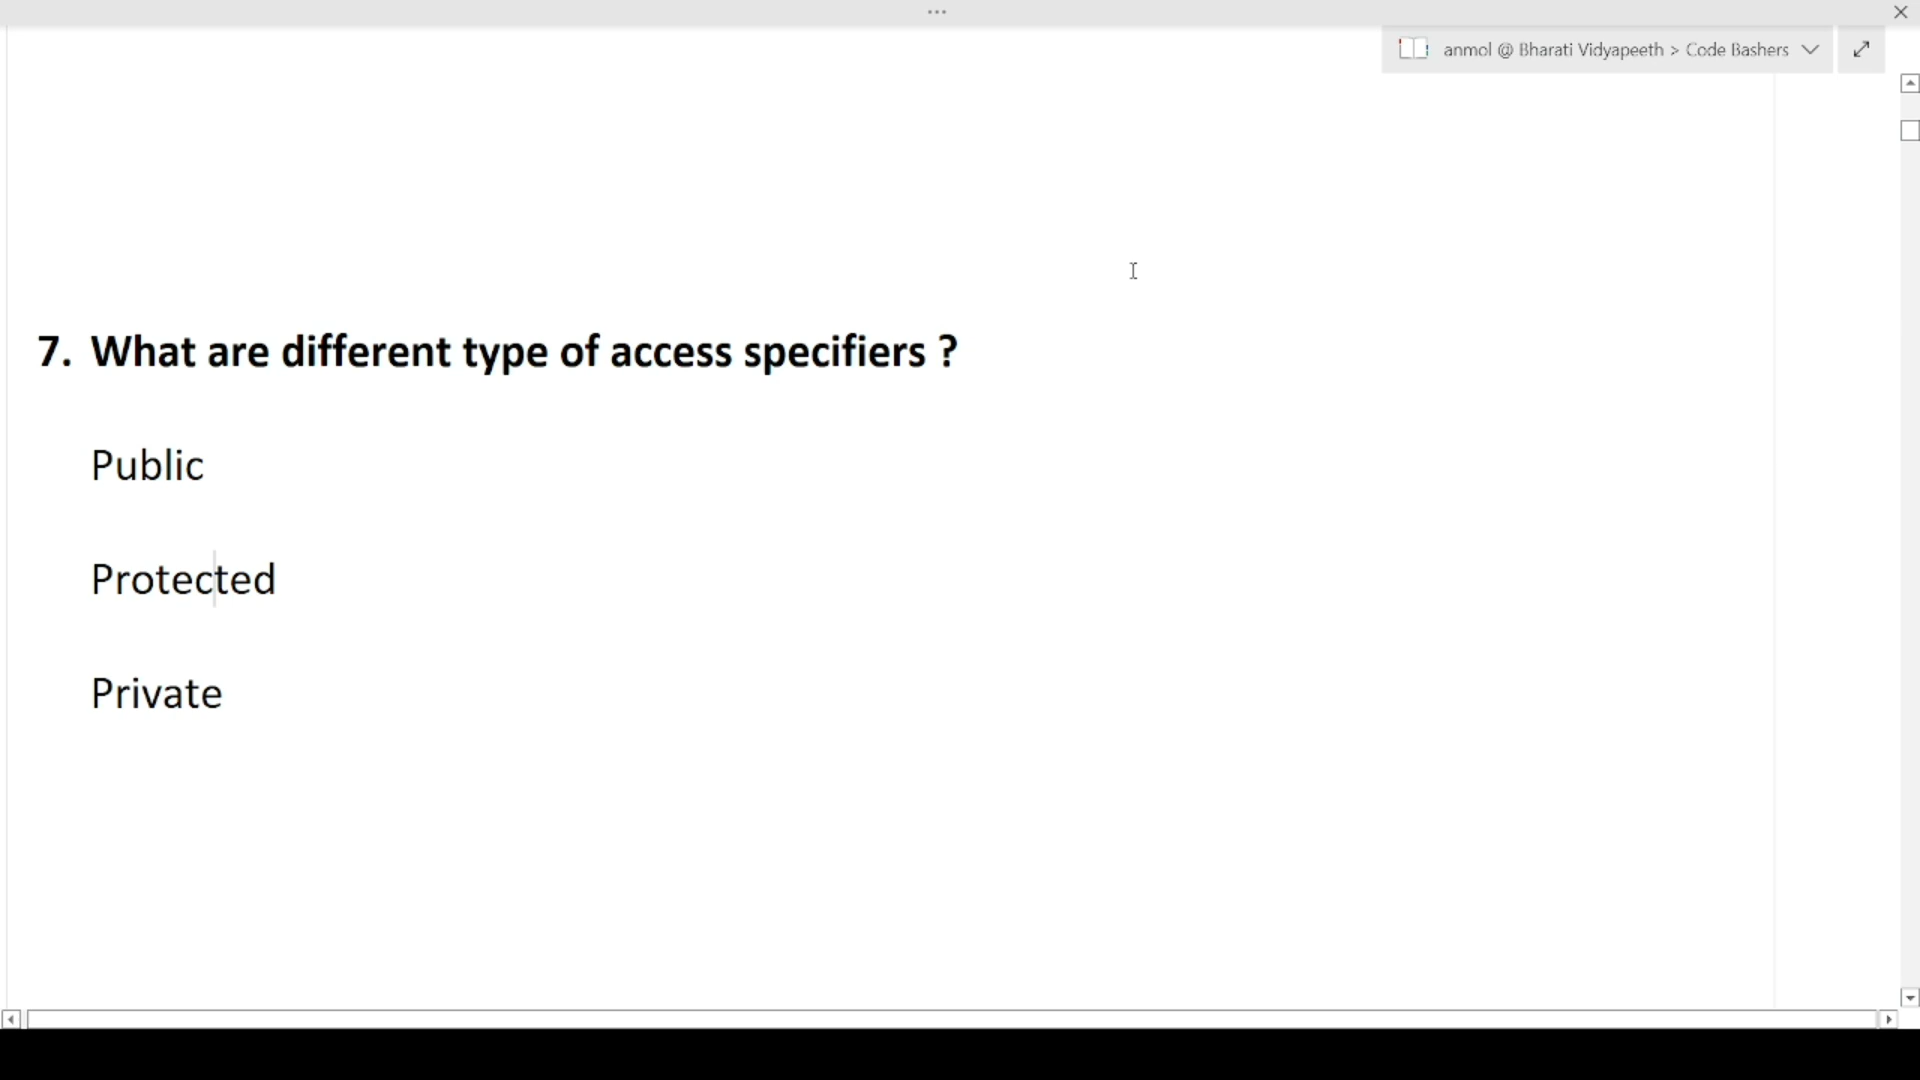 anmol @ Bharati Vidyapeeth > Code Bashers
7. What are different type of access specifiers ?
Public
Protected
Private